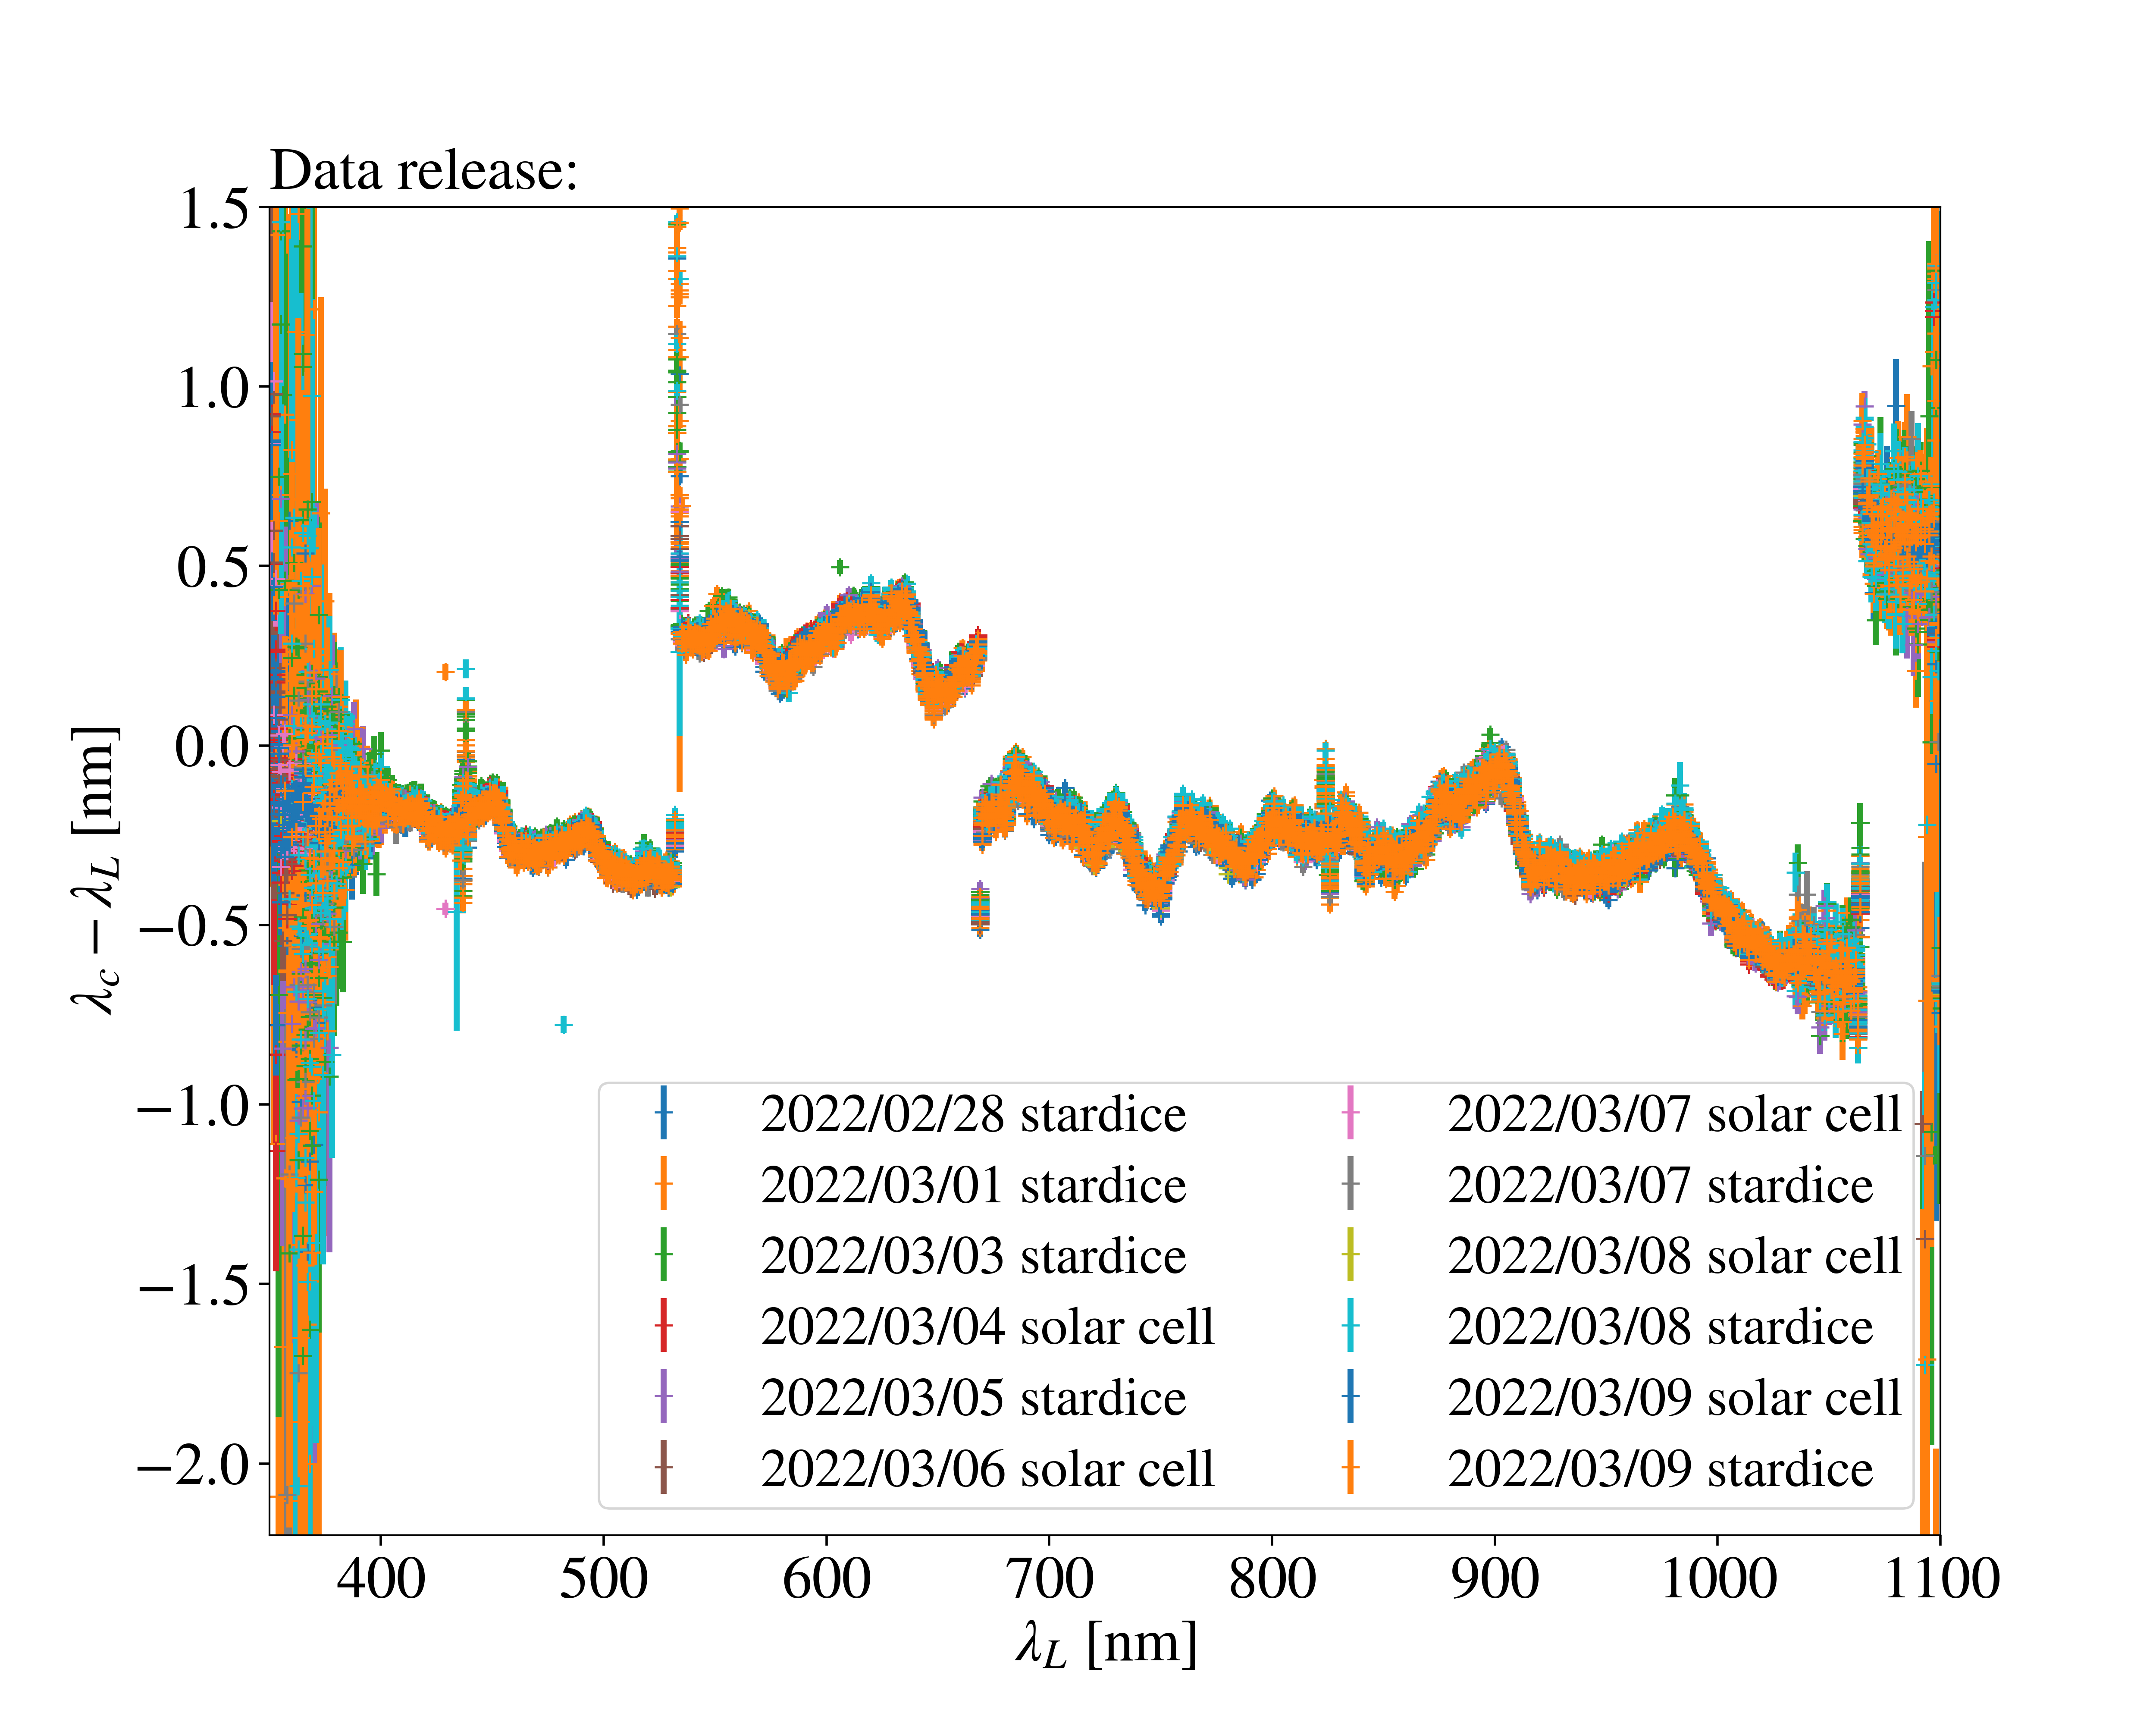 Data release:
1.5
1.0
0.5
0.0
−0.5
−1.0
−1.5
−2.0
λc − λL [nm]
2022/02/28 stardice
2022/03/01 stardice
2022/03/03 stardice
2022/03/04 solar cell
2022/03/05 stardice
2022/03/06 solar cell
2022/03/07 solar cell
2022/03/07 stardice
2022/03/08 solar cell
2022/03/08 stardice
2022/03/09 solar cell
2022/03/09 stardice
400 500 600 700 800 900 1000 1100
λL [nm]